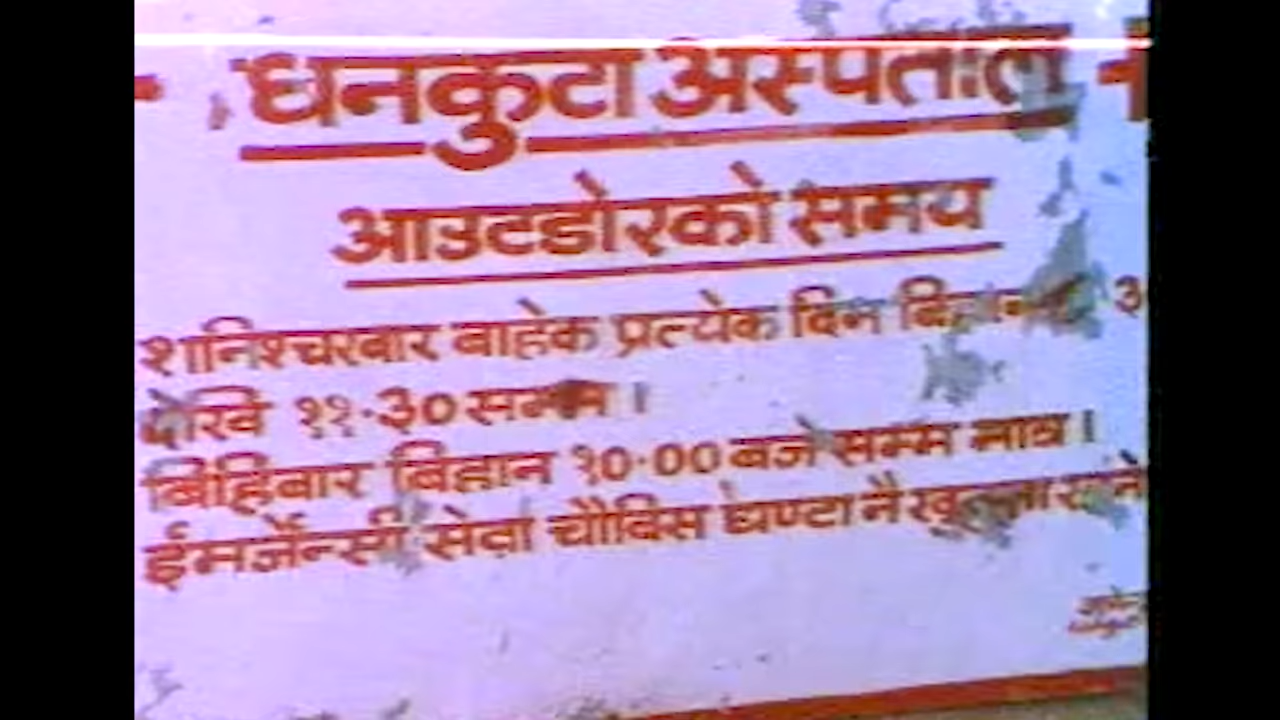 धनकुटा अस्पताल
आउटडोरको समय
शनिश्चरबार बाहेक प्रत्येक दिन बिहान
देखि ११·३० सम्म ।
बिहिबार बिहान १०·०० बजे सम्म मात्र ।
ईमर्जेन्सी सेवा चौबिस घण्टा नै खुल्ला